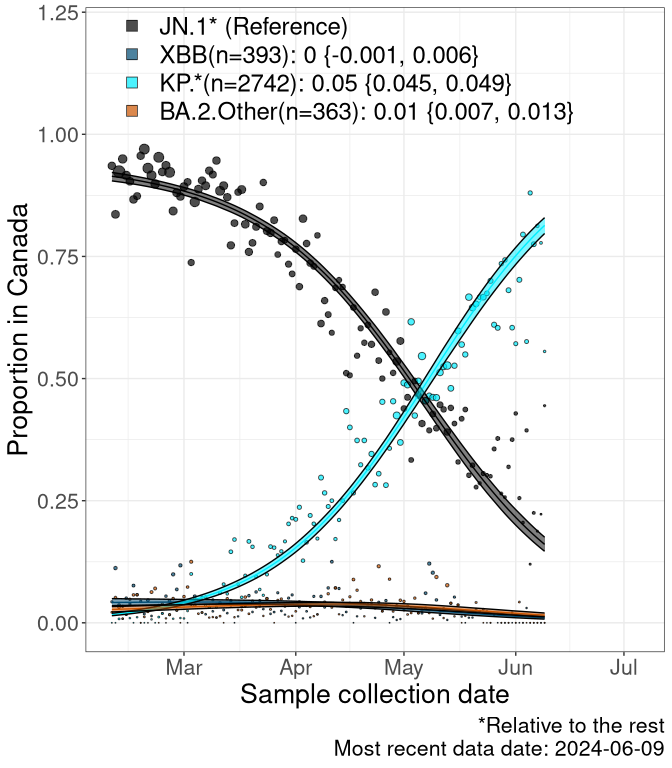 1.25
JN.1* (Reference)
XBB(n=393): 0 {-0.001, 0.006}
KP.*(n=2742): 0.05 {0.045, 0.049}
BA.2.Other(n=363): 0.01 {0.007, 0.013}
1.00
0.75
0.50
0.25
0.00
Proportion in Canada
Mar Apr May Jun Jul
Sample collection date
*Relative to the rest
Most recent data date: 2024-06-09